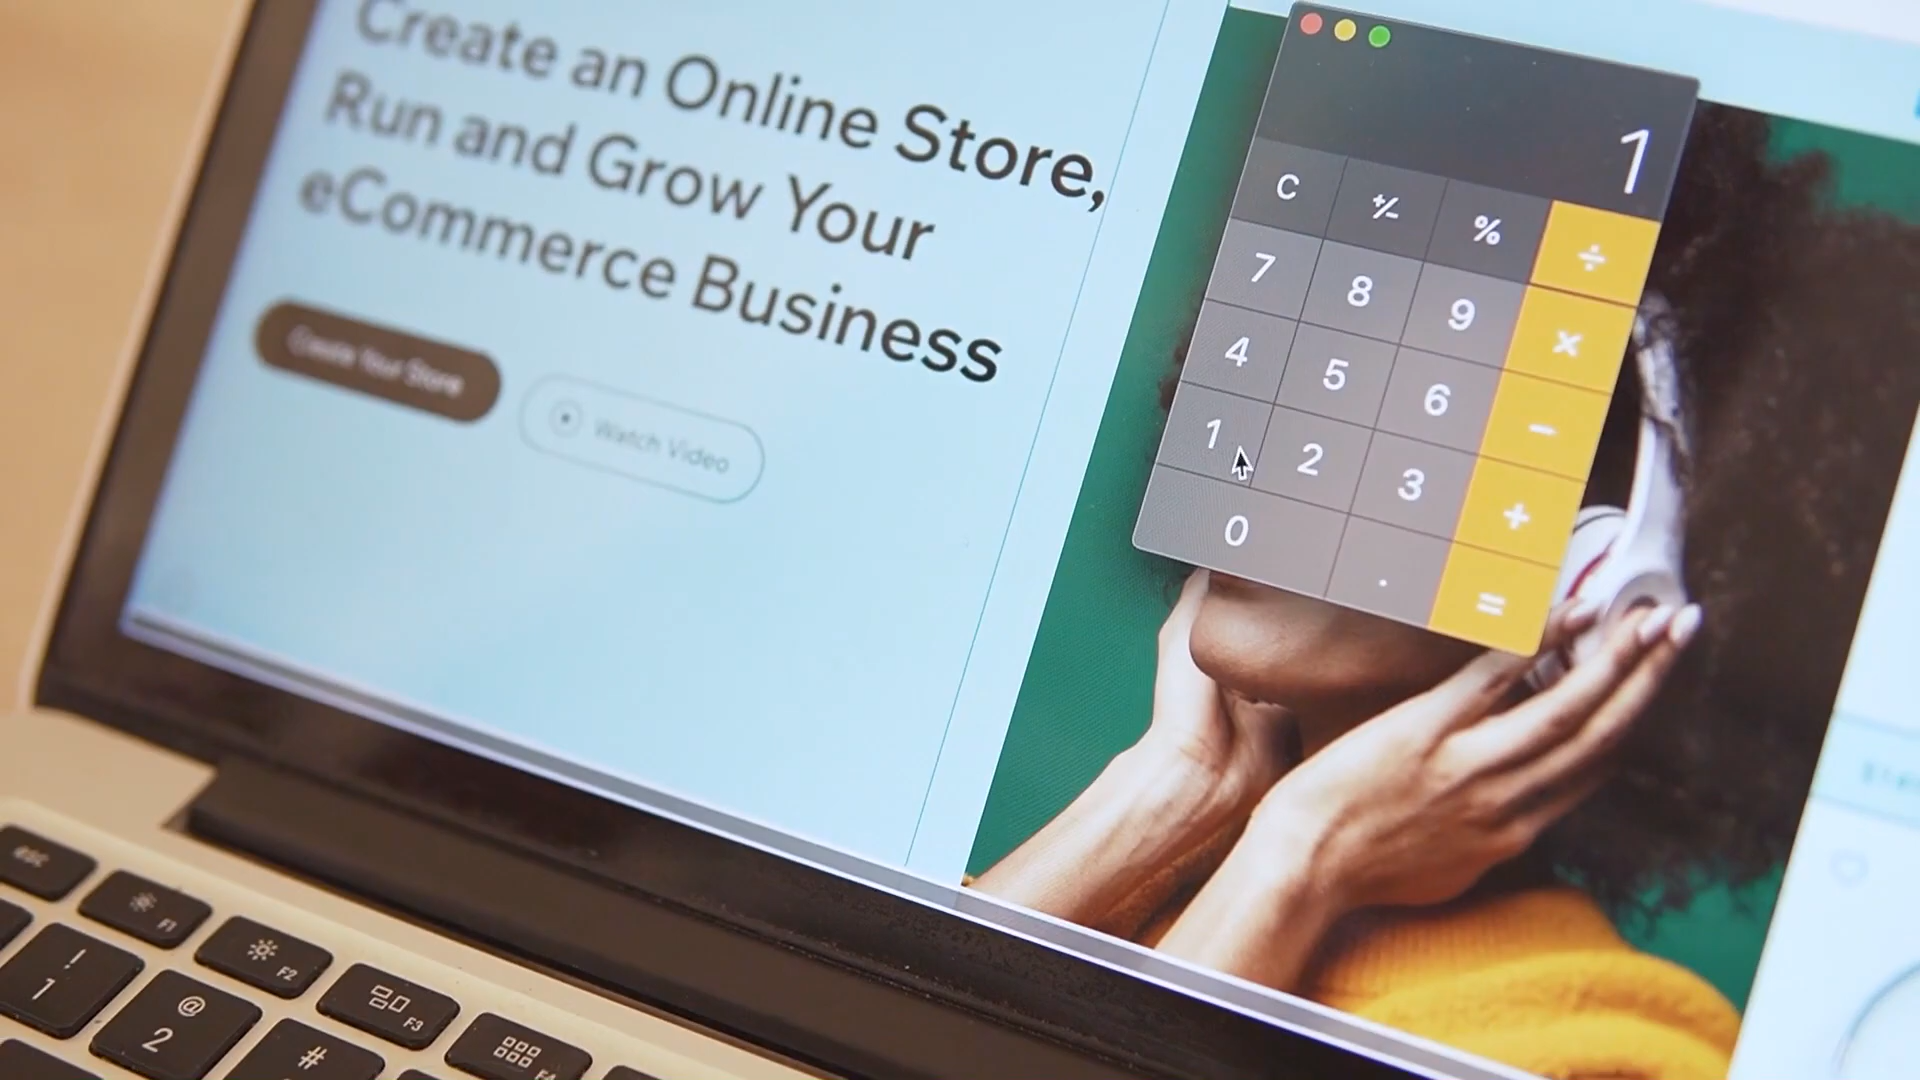 Create an Online Store,
Run and Grow Your
eCommerce Business
Create Your Store
Watch Video
1
C +/- % ÷
7 8 9 ×
4 5 6 −
1 2 3 +
0 . =
esc
F1
F2
F3
F4
!
1
@
2
#